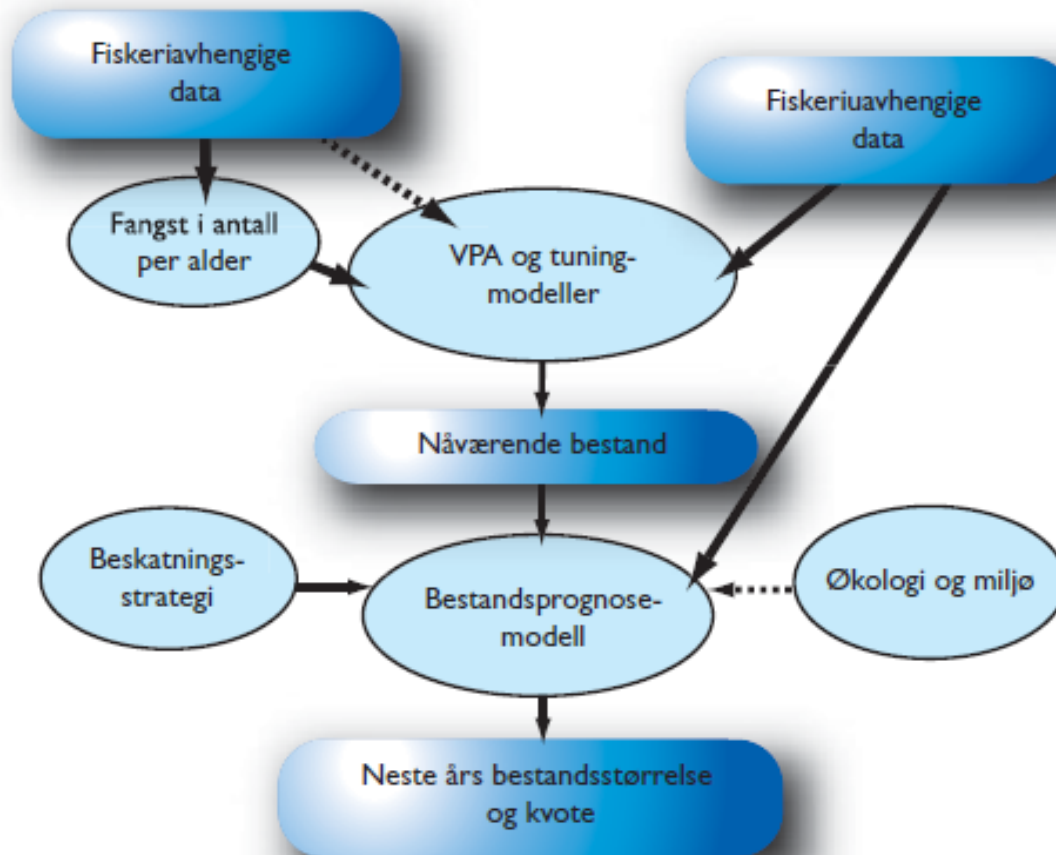 Fiskeriavhengige
data
Fiskeriuavhengige
data
Fangst i antall
per alder
VPA og tuning-
modeller
Nåværende bestand
Beskatnings-
strategi
Bestandsprognose-
modell
Økologi og miljø
Neste års bestandsstørrelse
og kvote